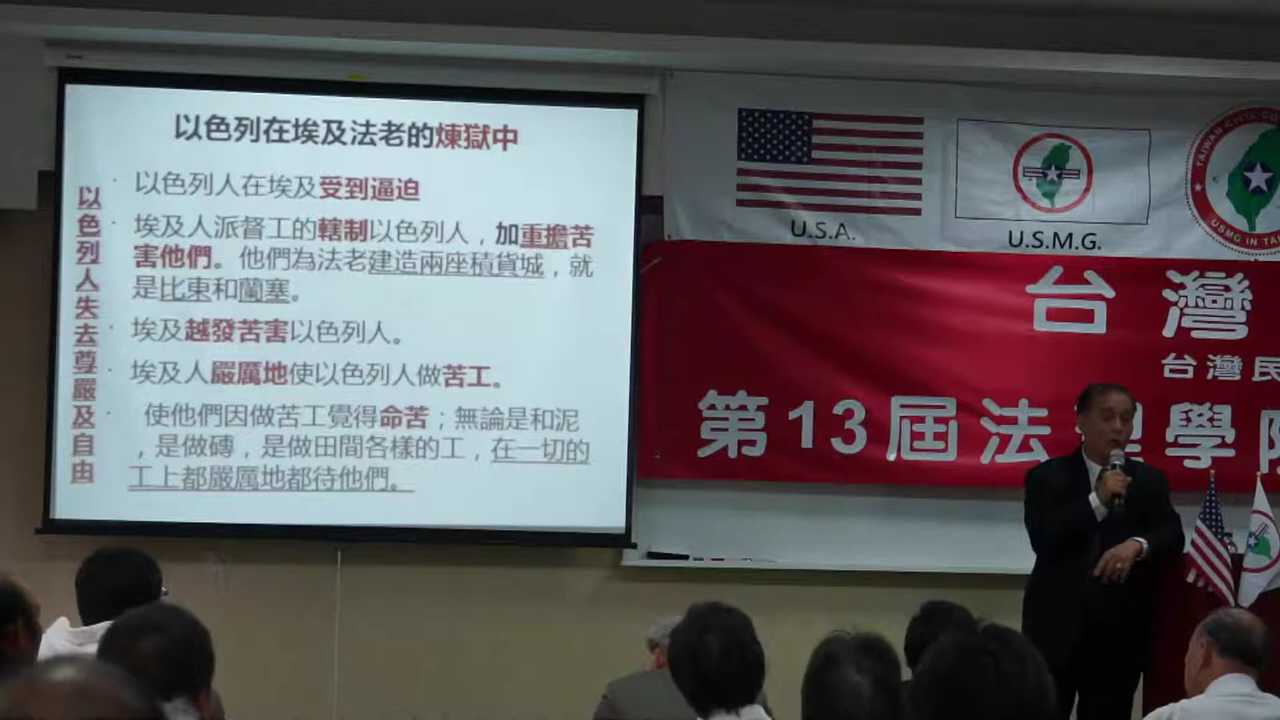 以色列在埃及法老的煉獄中
以色列人失去尊嚴及自由
· 以色列人在埃及受到逼迫
· 埃及人派督工的轄制以色列人，加重擔苦
害他們。他們為法老建造兩座積貨城，就
是比東和蘭塞。
· 埃及越發苦害以色列人。
· 埃及人嚴厲地使以色列人做苦工。
· 使他們因做苦工覺得命苦；無論是和泥
，是做磚，是做田間各樣的工，在一切的
工上都嚴厲地都待他們。
U.S.A.
U.S.M.G.
TAIWAN CIVIL
USMG IN
台灣
台灣民
第13屆法理學